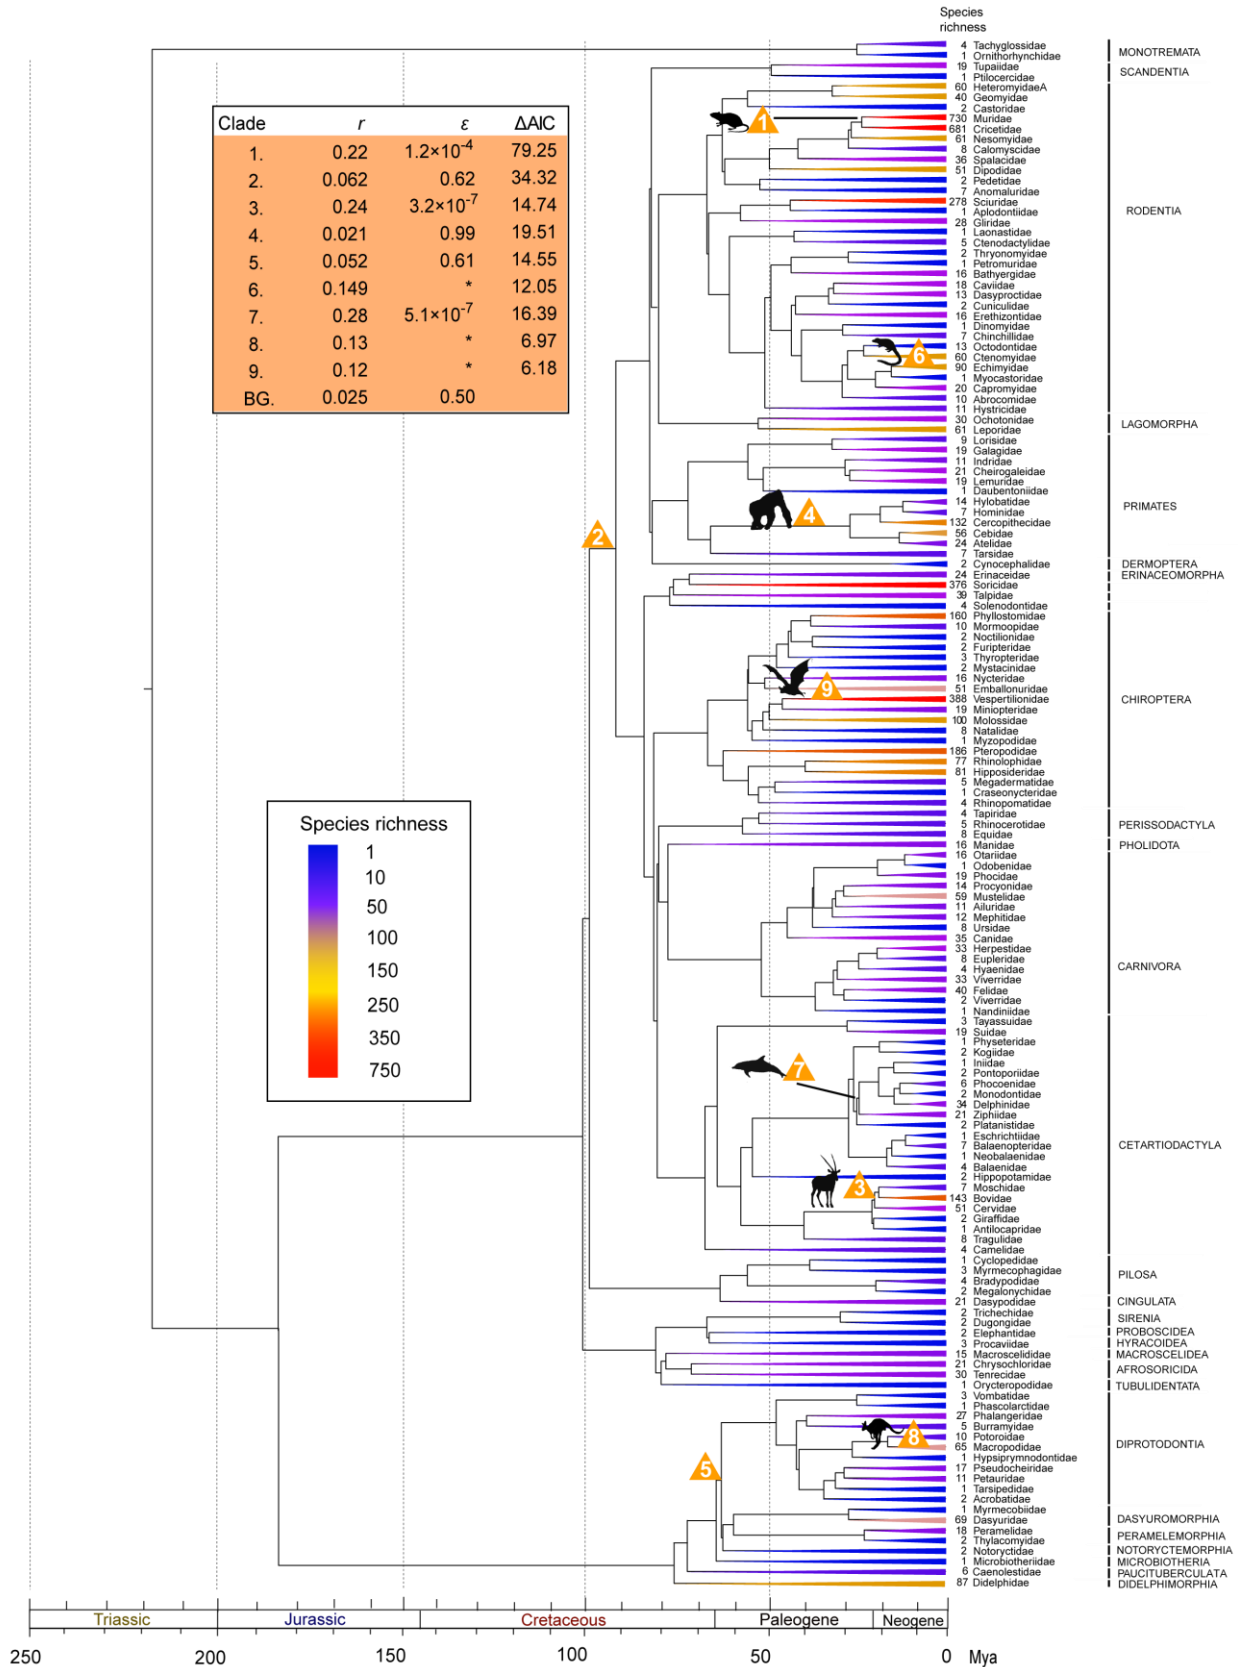 Species
richness
4 Tachyglossidae
1 Ornithorhynchidae
MONOTREMATA
19 Tupaiidae
1 Ptilocercidae
SCANDENTIA
60 HeteromyidaeA
40 Geomyidae
2 Castoridae
730 Muridae
681 Cricetidae
61 Nesomyidae
8 Calomyscidae
36 Spalacidae
51 Dipodidae
2 Pedetidae
7 Anomaluridae
278 Sciuridae
1 Aplodontiidae
28 Gliridae
1 Laonastidae
5 Ctenodactylidae
2 Thryonomyidae
1 Petromuridae
16 Bathyergidae
18 Caviidae
13 Dasyproctidae
2 Cuniculidae
16 Erethizontidae
1 Dinomyidae
7 Chinchillidae
13 Octodontidae
60 Ctenomyidae
90 Echimyidae
1 Myocastoridae
20 Capromyidae
10 Abrocomidae
11 Hystricidae
RODENTIA
30 Ochotonidae
61 Leporidae
LAGOMORPHA
9 Lorisidae
19 Galagidae
11 Indridae
21 Cheirogaleidae
19 Lemuridae
1 Daubentoniidae
14 Hylobatidae
7 Hominidae
132 Cercopithecidae
56 Cebidae
24 Atelidae
7 Tarsidae
PRIMATES
2 Cynocephalidae
DERMOPTERA
24 Erinaceidae
ERINACEOMORPHA
376 Soricidae
39 Talpidae
4 Solenodontidae
160 Phyllostomidae
10 Mormoopidae
2 Noctilionidae
2 Furipteridae
3 Thyropteridae
2 Mystacinidae
16 Nycteridae
51 Emballonuridae
388 Vespertilionidae
19 Miniopteridae
100 Molossidae
8 Natalidae
1 Myzopodidae
186 Pteropodidae
77 Rhinolophidae
81 Hipposideridae
5 Megadermatidae
1 Craseonycteridae
4 Rhinopomatidae
CHIROPTERA
4 Tapiridae
5 Rhinocerotidae
8 Equidae
PERISSODACTYLA
16 Manidae
PHOLIDOTA
16 Otariidae
1 Odobenidae
19 Phocidae
14 Procyonidae
59 Mustelidae
11 Ailuridae
12 Mephitidae
8 Ursidae
35 Canidae
33 Herpestidae
8 Eupleridae
4 Hyaenidae
33 Viverridae
40 Felidae
2 Viverridae
1 Nandiniidae
CARNIVORA
3 Tayassuidae
19 Suidae
1 Physeteridae
2 Kogiidae
1 Iniidae
2 Pontoporiidae
6 Phocoenidae
2 Monodontidae
34 Delphinidae
21 Ziphiidae
2 Platanistidae
1 Eschrichtiidae
7 Balaenopteridae
1 Neobalaenidae
4 Balaenidae
2 Hippopotamidae
7 Moschidae
143 Bovidae
51 Cervidae
2 Giraffidae
1 Antilocapridae
8 Tragulidae
4 Camelidae
CETARTIODACTYLA
1 Cyclopedidae
3 Myrmecophagidae
4 Bradypodidae
2 Megalonychidae
PILOSA
21 Dasypodidae
CINGULATA
2 Trichechidae
2 Dugongidae
SIRENIA
2 Elephantidae
PROBOSCIDEA
3 Procaviidae
HYRACOIDEA
15 Macroscelididae
MACROSCELIDEA
21 Chrysochloridae
30 Tenrecidae
AFROSORICIDA
1 Orycteropodidae
TUBULIDENTATA
3 Vombatidae
1 Phascolarctidae
27 Phalangeridae
5 Burramyidae
10 Potoroidae
65 Macropodidae
1 Hypsiprymnodontidae
17 Pseudocheiridae
11 Petauridae
1 Tarsipedidae
2 Acrobatidae
DIPROTODONTIA
1 Myrmecobiidae
69 Dasyuridae
DASYUROMORPHIA
18 Peramelidae
2 Thylacomyidae
PERAMELEMORPHIA
2 Notoryctidae
NOTORYCTEMORPHIA
1 Microbiotheriidae
MICROBIOTHERIA
6 Caenolestidae
PAUCITUBERCULATA
87 Didelphidae
DIDELPHIMORPHIA
Clade r ε ΔAIC
1. 0.22 1.2×10-4 79.25
2. 0.062 0.62 34.32
3. 0.24 3.2×10-7 14.74
4. 0.021 0.99 19.51
5. 0.052 0.61 14.55
6. 0.149 * 12.05
7. 0.28 5.1×10-7 16.39
8. 0.13 * 6.97
9. 0.12 * 6.18
BG. 0.025 0.50
1
6
2
4
9
Species richness
1
10
50
100
150
250
350
750
7
3
8
5
Triassic Jurassic Cretaceous Paleogene Neogene
250 200 150 100 50 0 Mya